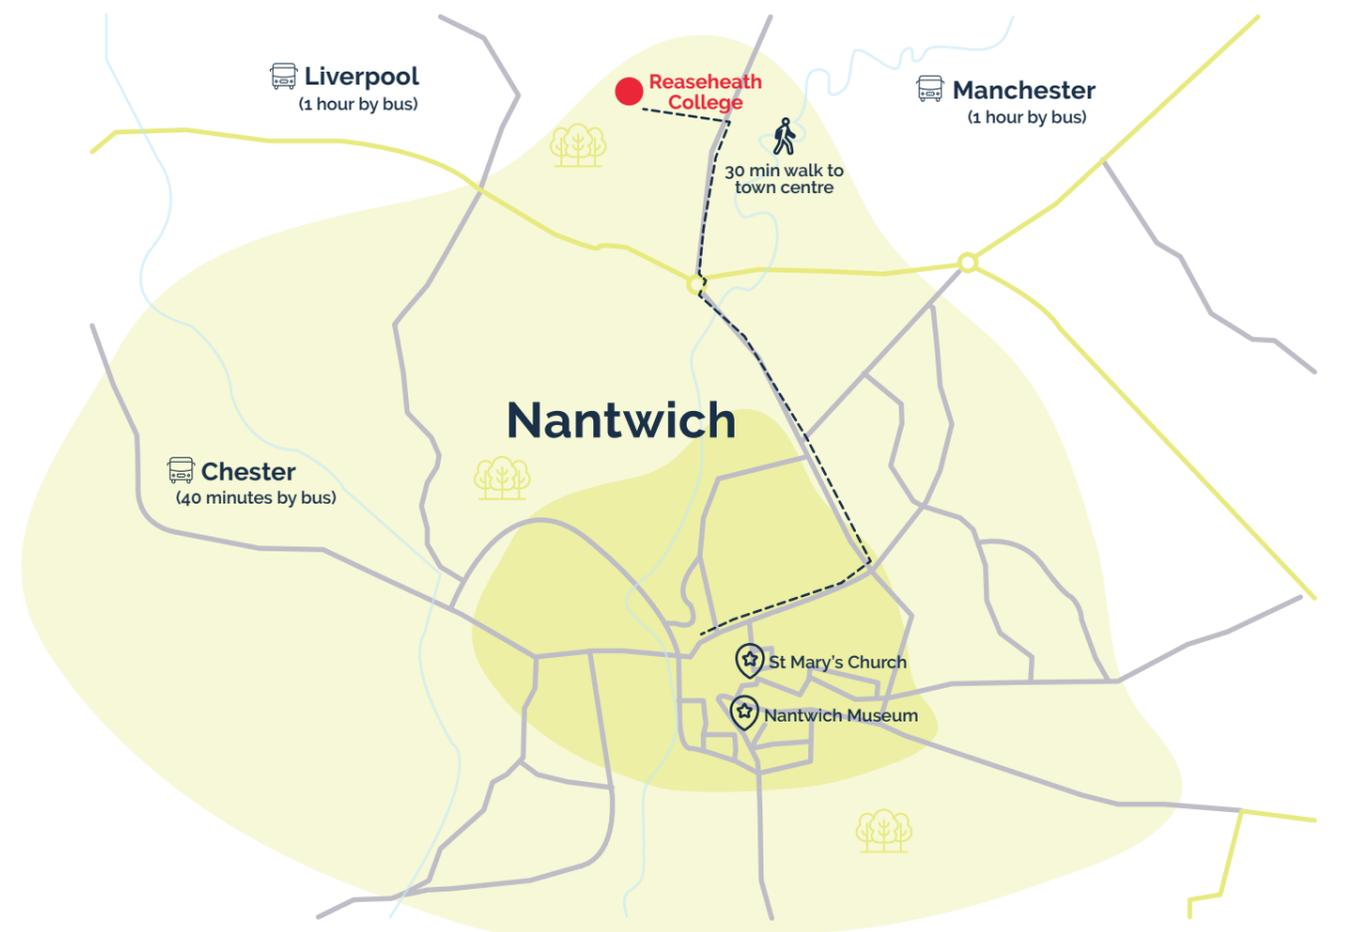 Liverpool
(1 hour by bus)
Reaseheath
College
Manchester
(1 hour by bus)
30 min walk to
town centre
Nantwich
Chester
(40 minutes by bus)
St Mary's Church
Nantwich Museum